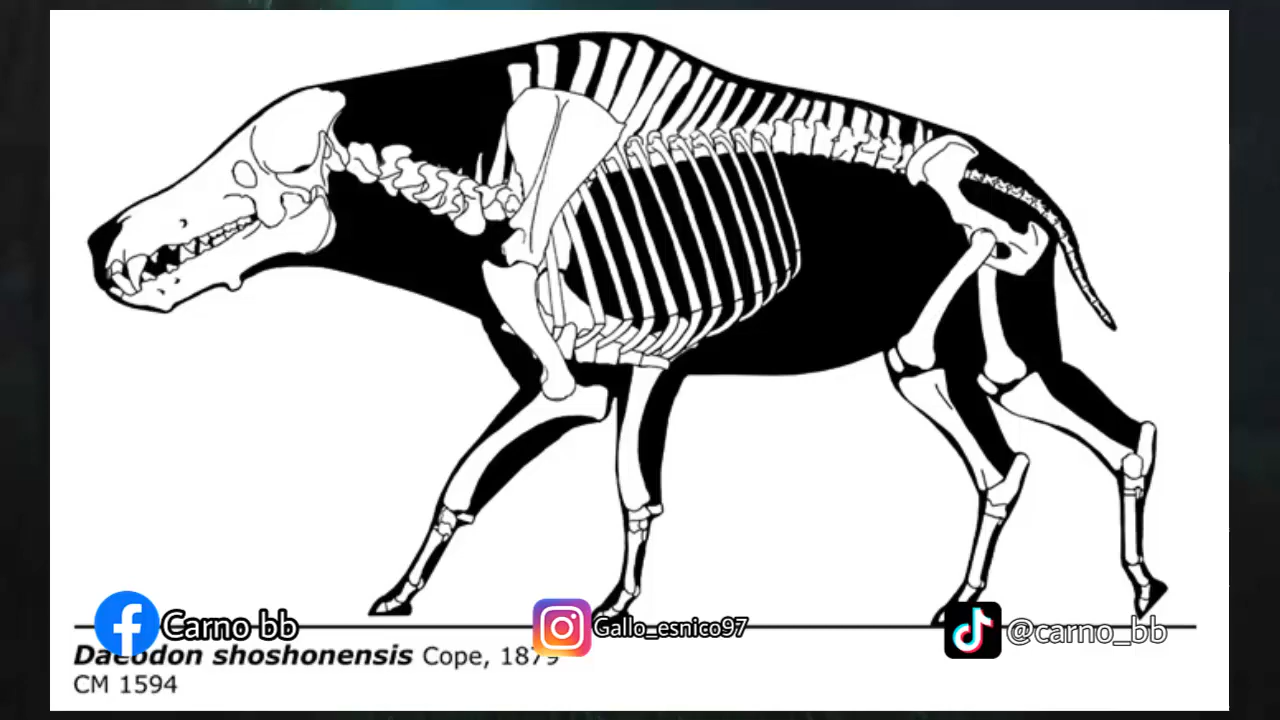 Carno bb
Gallo_esnico97
@carno_bb
Daeodon shoshonensis Cope, 1879
CM 1594